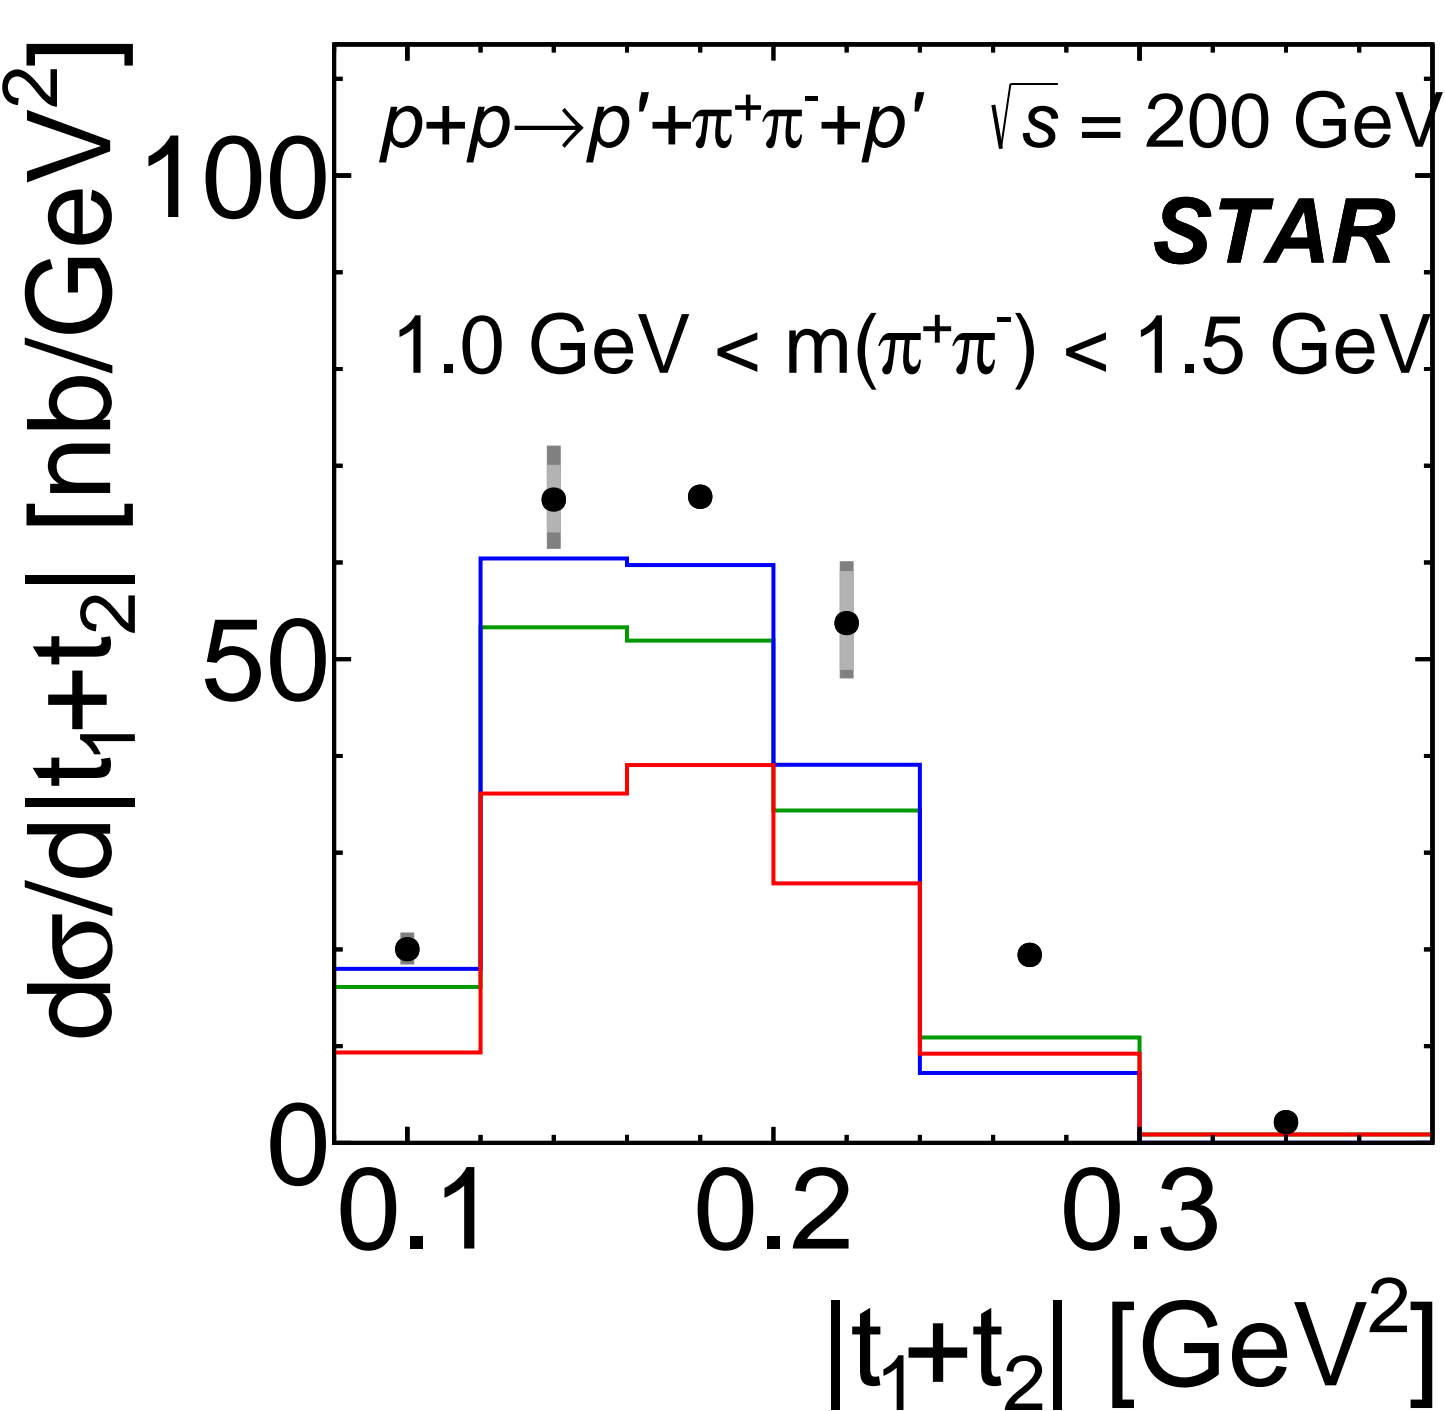 dσ/d|t₁+t₂| [nb/GeV²]
p+p→p′+π⁺π⁻+p′ √s = 200 GeV
100
STAR
1.0 GeV < m(π⁺π⁻) < 1.5 GeV
50
0
0.1 0.2 0.3
|t₁+t₂| [GeV²]